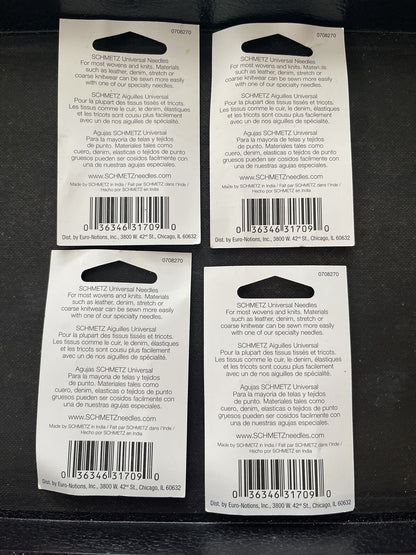 0708270
SCHMETZ Universal Needles
For most wovens and knits. Materials
such as leather, denim, stretch or
coarse knitwear can be sewn more easily
with one of our specialty needles.
SCHMETZ Aiguilles Universal
Pour la plupart des tissus tissés et tricots.
Les tissus comme le cuir, le denim, élastiques
et les tricots sont cousu plus facilement
avec un de nos aiguilles de spécialité.
Agujas SCHMETZ Universal
Para la mayoria de telas y tejidos
de punto. Materiales tales como
cuero, denim, elasticas o tejidos de punto
gruesos pueden ser cosidos facilmente con
una de nuestras agujas especiales.
www.SCHMETZneedles.com
Made by SCHMETZ in India / Fait par SCHMETZ dans l'Inde /
Hecho por SCHMETZ en India
0 36346 31709 0
Dist. by Euro-Notions, Inc., 3800 W. 42nd St., Chicago, IL 60632
0708270
SCHMETZ Universal Needles
For most wovens and knits. Materials
such as leather, denim, stretch or
coarse knitwear can be sewn more easily
with one of our specialty needles.
SCHMETZ Aiguilles Universal
Pour la plupart des tissus tissés et tricots.
Les tissus comme le cuir, le denim, élastiques
et les tricots sont cousu plus facilement
avec un de nos aiguilles de spécialité.
Agujas SCHMETZ Universal
Para la mayoria de telas y tejidos
de punto. Materiales tales como
cuero, denim, elasticas o tejidos de punto
gruesos pueden ser cosidos facilmente con
una de nuestras agujas especiales.
www.SCHMETZneedles.com
Made by SCHMETZ in India / Fait par SCHMETZ dans l'Inde /
Hecho por SCHMETZ en India
0 36346 31709 0
Dist. by Euro-Notions, Inc., 3800 W. 42nd St., Chicago, IL 60632
0708270
SCHMETZ Universal Needles
For most wovens and knits. Materials
such as leather, denim, stretch or
coarse knitwear can be sewn more easily
with one of our specialty needles.
SCHMETZ Aiguilles Universal
Pour la plupart des tissus tissés et tricots.
Les tissus comme le cuir, le denim, élastiques
et les tricots sont cousu plus facilement
avec un de nos aiguilles de spécialité.
Agujas SCHMETZ Universal
Para la mayoria de telas y tejidos
de punto. Materiales tales como
cuero, denim, elasticas o tejidos de punto
gruesos pueden ser cosidos facilmente con
una de nuestras agujas especiales.
www.SCHMETZneedles.com
Made by SCHMETZ in India / Fait par SCHMETZ dans l'Inde /
Hecho por SCHMETZ en India
0 36346 31709 0
Dist. by Euro-Notions, Inc., 3800 W. 42nd St., Chicago, IL 60632
0708270
SCHMETZ Universal Needles
For most wovens and knits. Materials
such as leather, denim, stretch or
coarse knitwear can be sewn more easily
with one of our specialty needles.
SCHMETZ Aiguilles Universal
Pour la plupart des tissus tissés et tricots.
Les tissus comme le cuir, le denim, élastiques
et les tricots sont cousu plus facilement
avec un de nos aiguilles de spécialité.
Agujas SCHMETZ Universal
Para la mayoria de telas y tejidos
de punto. Materiales tales como
cuero, denim, elasticas o tejidos de punto
gruesos pueden ser cosidos facilmente con
una de nuestras agujas especiales.
www.SCHMETZneedles.com
Made by SCHMETZ in India / Fait par SCHMETZ dans l'Inde /
Hecho por SCHMETZ en India
0 36346 31709 0
Dist. by Euro-Notions, Inc., 3800 W. 42nd St., Chicago, IL 60632